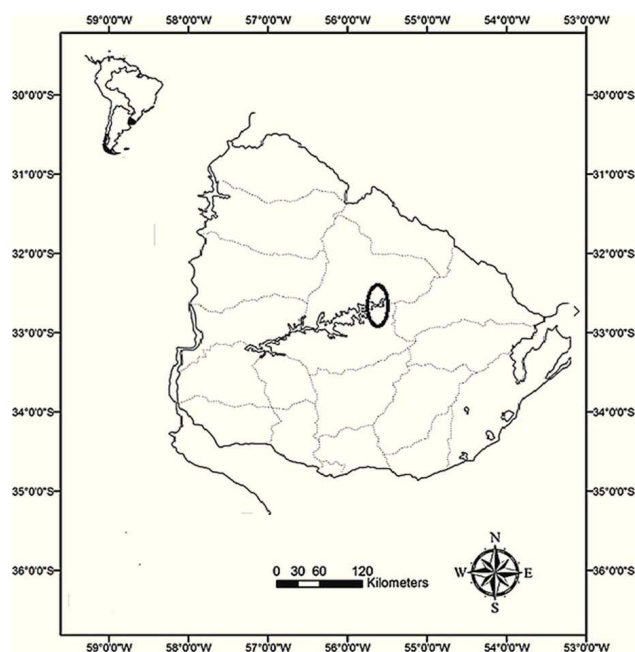 59°0'0"W 58°0'0"W 57°0'0"W 56°0'0"W 55°0'0"W 54°0'0"W 53°0'0"W
30°0'0"S 30°0'0"S
31°0'0"S 31°0'0"S
32°0'0"S 32°0'0"S
33°0'0"S 33°0'0"S
34°0'0"S 34°0'0"S
35°0'0"S 35°0'0"S
36°0'0"S 36°0'0"S
N
W E
S
0 30 60 120
Kilometers
59°0'0"W 58°0'0"W 57°0'0"W 56°0'0"W 55°0'0"W 54°0'0"W 53°0'0"W